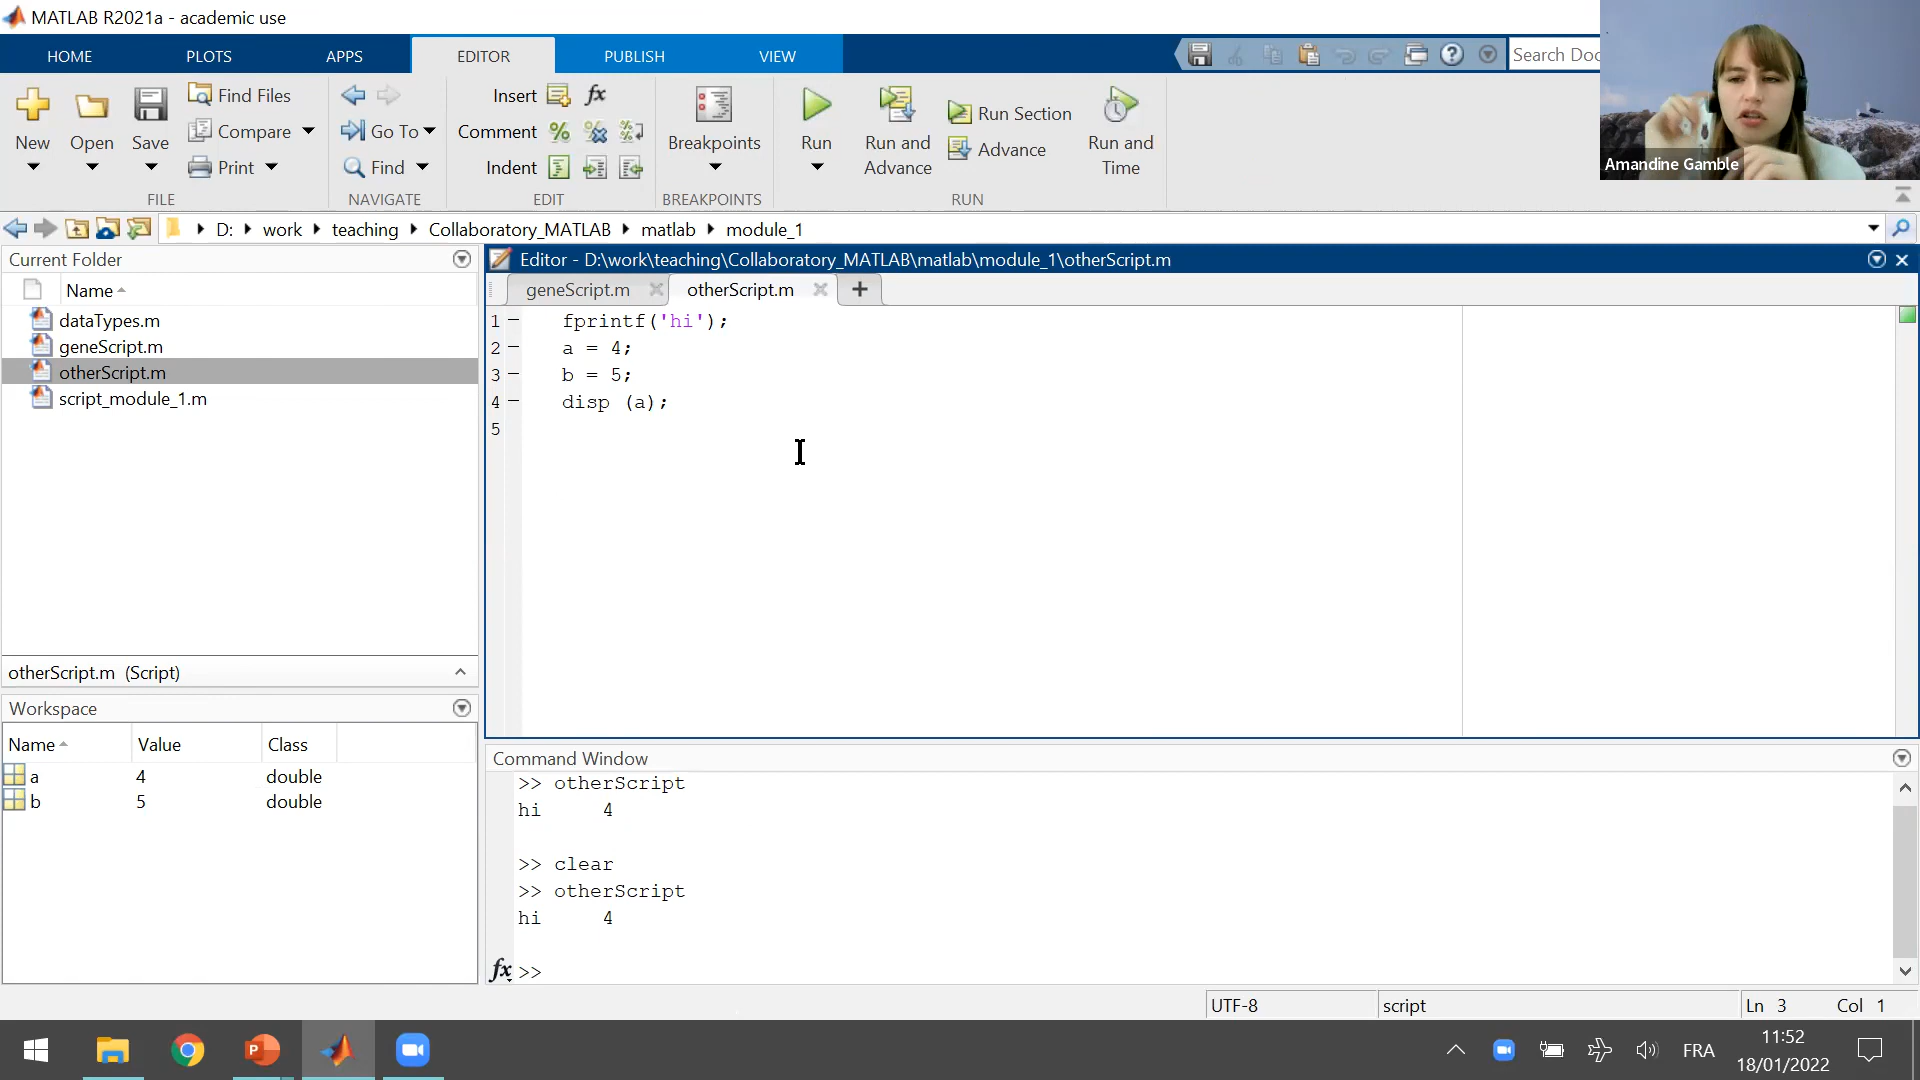 MATLAB R2021a - academic use
HOME PLOTS APPS EDITOR PUBLISH VIEW
Search Doc
New
Open
Save
Find Files
Compare
Print
FILE
Go To
Find
NAVIGATE
Insert fx
Comment
Indent
EDIT
Breakpoints
BREAKPOINTS
Run
Run and
Advance
Run Section
Advance
Run and
Time
RUN
Amandine Gamble
D: work teaching Collaboratory_MATLAB matlab module_1
Current Folder
Name
dataTypes.m
geneScript.m
otherScript.m
script_module_1.m
otherScript.m (Script)
Workspace
Name Value Class
a 4 double
b 5 double
Editor - D:\work\teaching\Collaboratory_MATLAB\matlab\module_1\otherScript.m
geneScript.m otherScript.m
1 fprintf('hi');
2 a = 4;
3 b = 5;
4 disp (a);
5
Command Window
>> otherScript
hi 4
>> clear
>> otherScript
hi 4
fx >>
UTF-8 script Ln 3 Col 1
FRA
11:52
18/01/2022